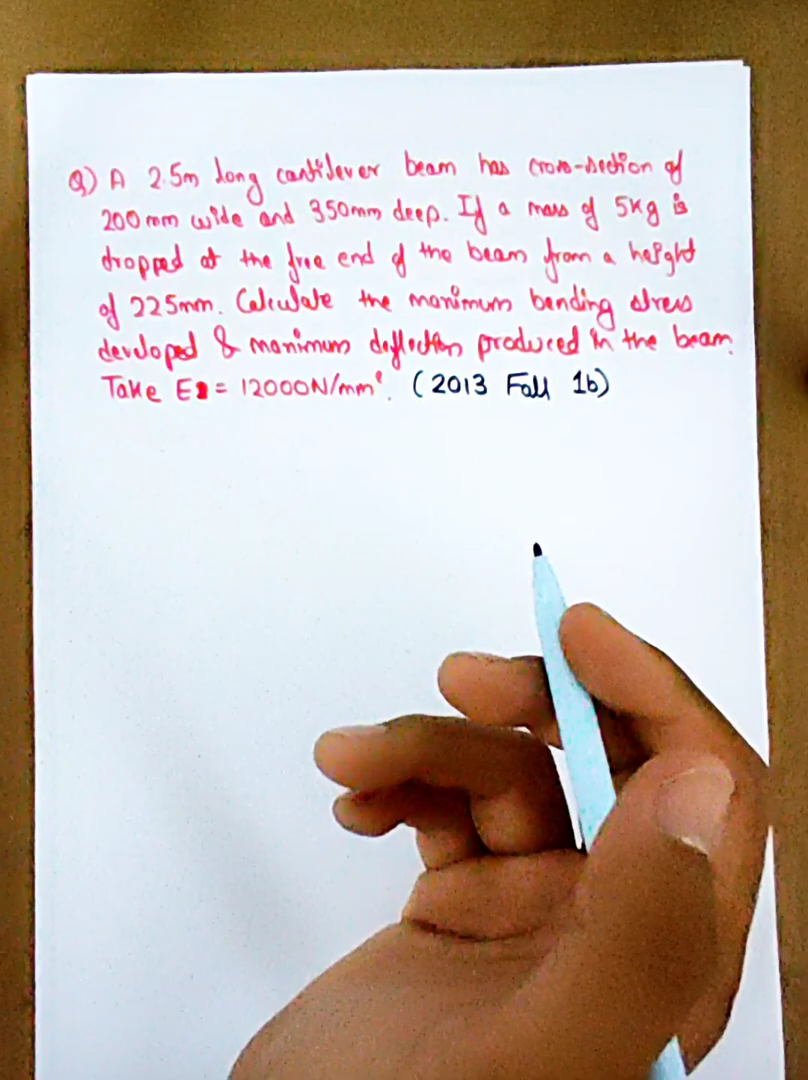 Q) A 2.5m long cantilever beam has cross-section of
200mm wide and 350mm deep. If a mass of 5Kg is
dropped at the free end of the beam from a height
of 225mm. Calculate the maximum bending stress
developed & maximum deflection produced in the beam.
Take E = 12000N/mm². (2013 Fall 1b)